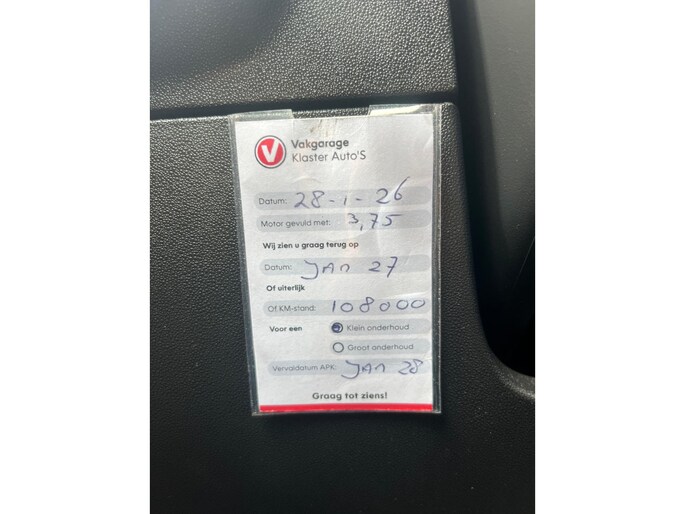 V
Vakgarage
Klaster Auto'S
Datum: 28-1-26
Motor gevuld met: 3,75
Wij zien u graag terug op
Datum: JAN 27
Of uiterlijk
Of KM-stand: 108000
Voor een Klein onderhoud
Groot onderhoud
Vervaldatum APK: JAN 28
Graag tot ziens!